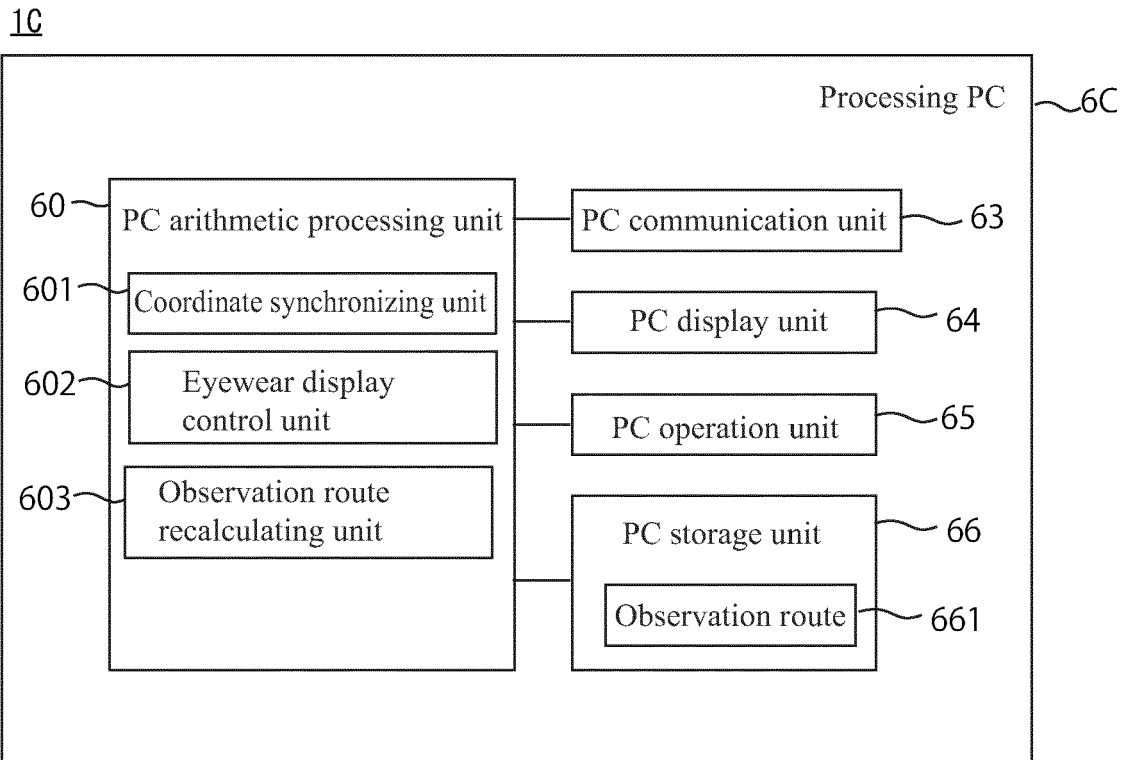 1C
Processing PC
6C
60
PC arithmetic processing unit
PC communication unit
63
601
Coordinate synchronizing unit
PC display unit
64
602
Eyewear display
control unit
PC operation unit
65
603
Observation route
recalculating unit
PC storage unit
66
Observation route
661